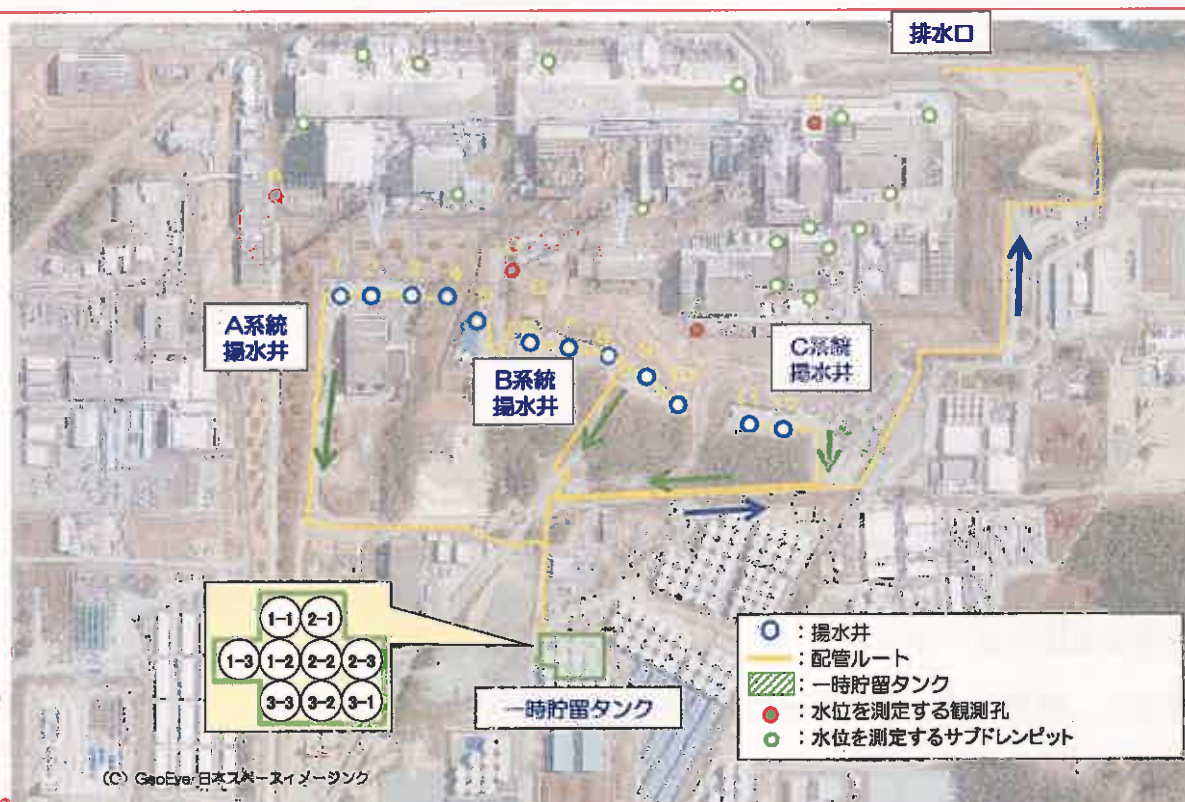 排水口
A系統
揚水井
B系統
揚水井
C系統
揚水井
1-1 2-1
1-3 1-2 2-2 2-3
3-3 3-2 3-1
一時貯留タンク
：揚水井
：配管ルート
：一時貯留タンク
：水位を測定する観測孔
：水位を測定するサブドレンピット
(C) GeoEye/日本スペースイメージング